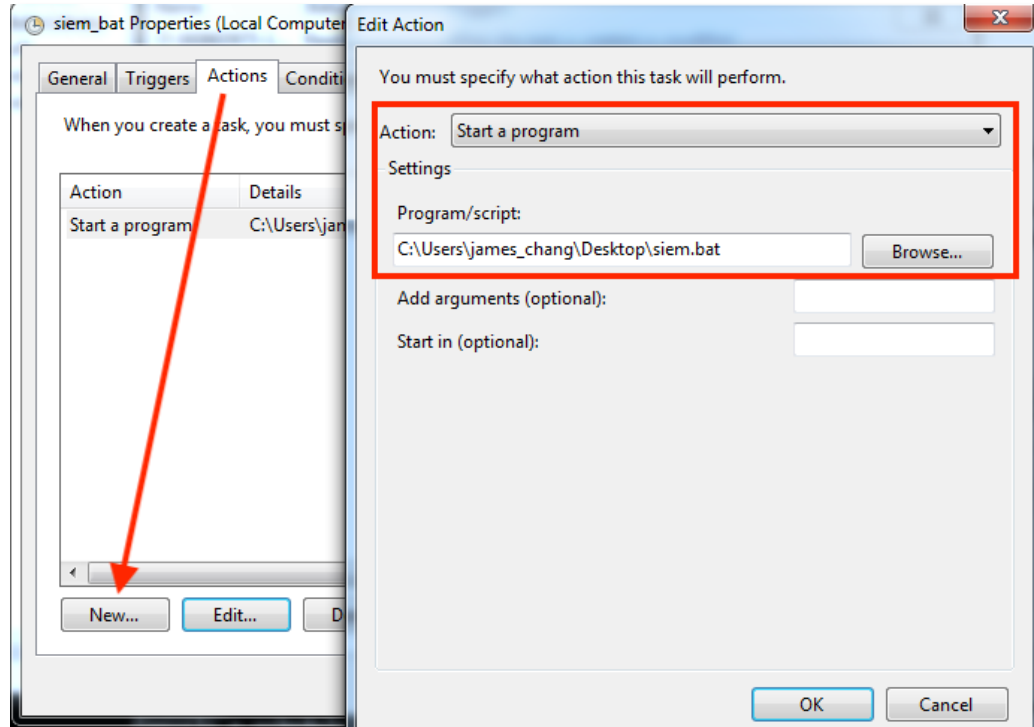 siem_bat Properties (Local Computer
General Triggers Actions Conditi
When you create a task, you must sp
Action Details
Start a program C:\Users\jan
New... Edit... D
Edit Action
You must specify what action this task will perform.
Action: Start a program
Settings
Program/script:
C:\Users\james_chang\Desktop\siem.bat Browse...
Add arguments (optional):
Start in (optional):
OK Cancel